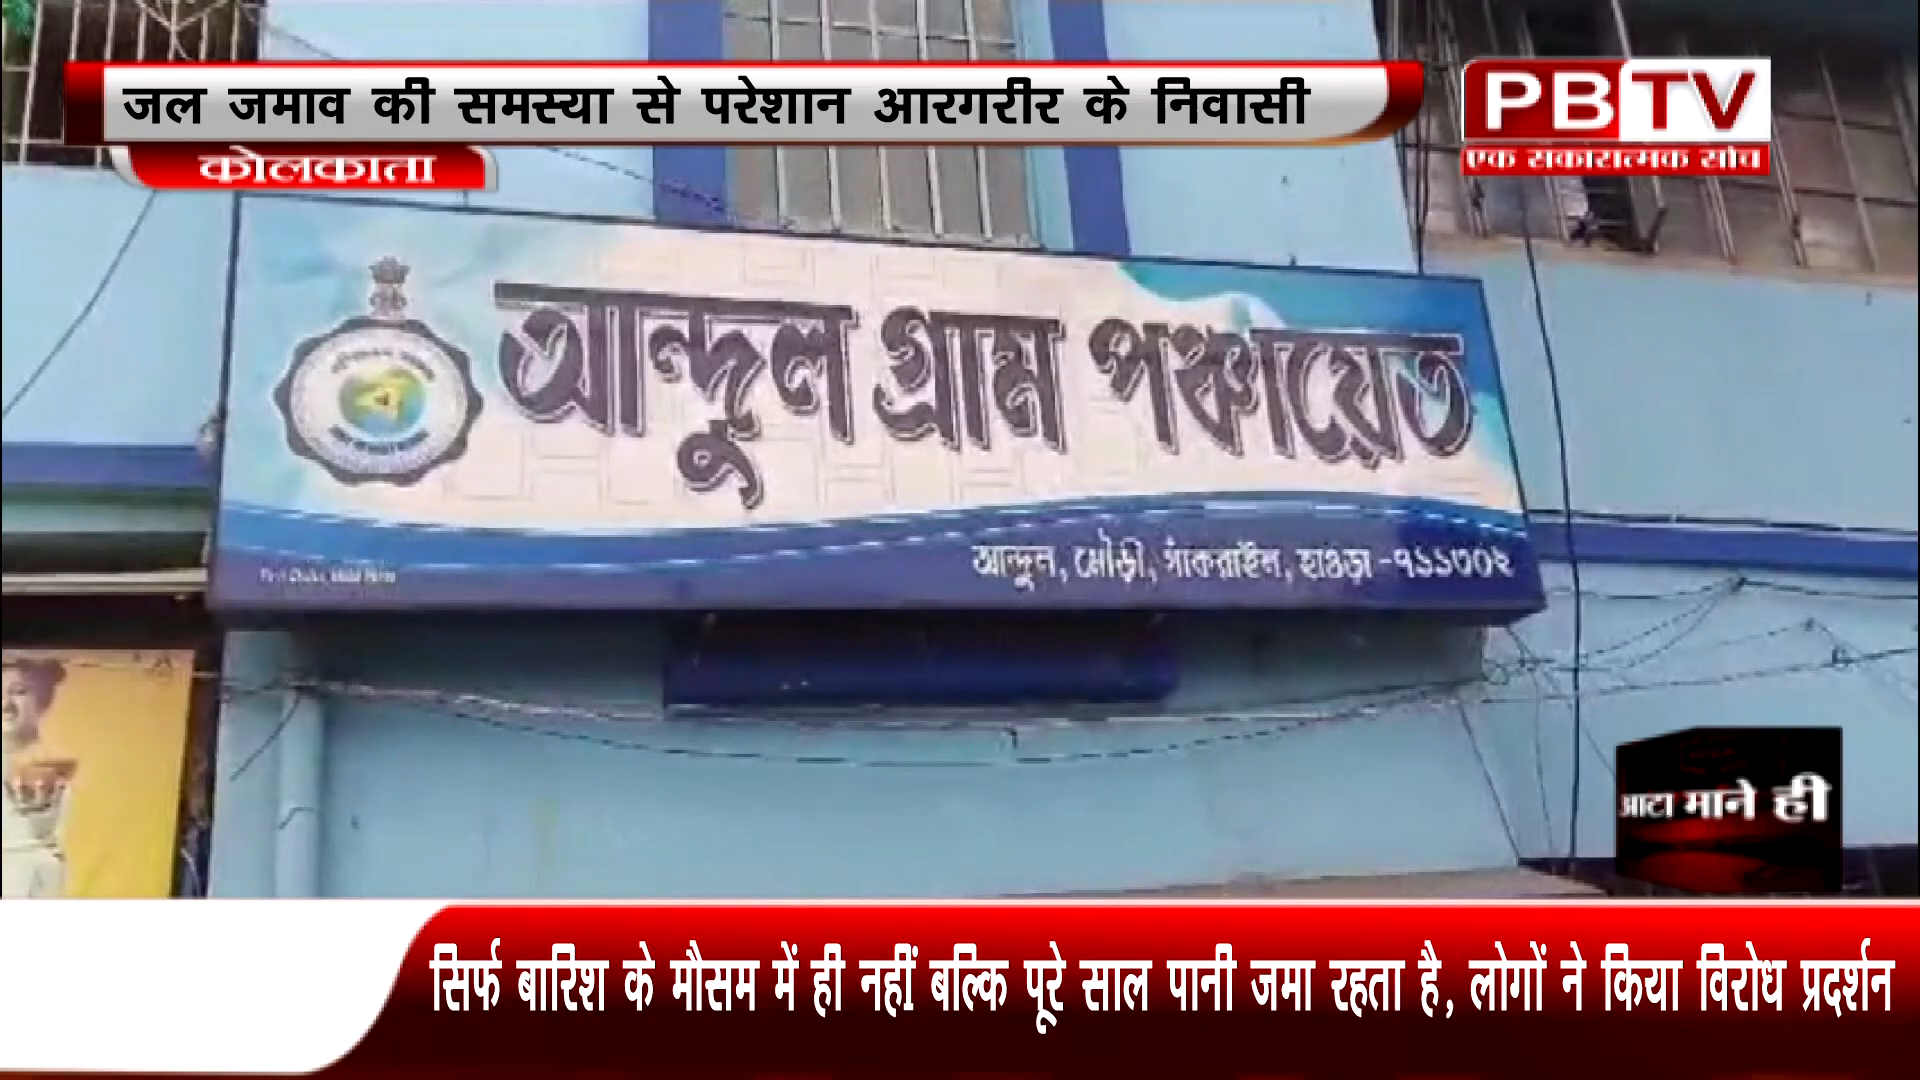 जल जमाव की समस्या से परेशान आरगरीर के निवासी
कोलकाता
PBTV
एक सकारात्मक सोच
আন্দুল গ্রাম পঞ্চায়েত
আন্দুল, মৌড়ী, সাঁকরাইল, হাওড়া -৭১১৩০২
आटा माने ही
सिर्फ बारिश के मौसम में ही नहीं बल्कि पूरे साल पानी जमा रहता है, लोगों ने किया विरोध प्रदर्शन